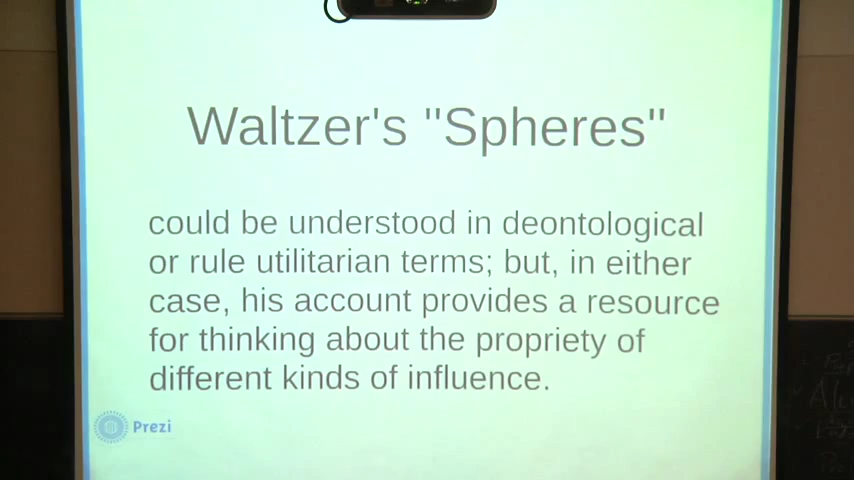 Waltzer's "Spheres"
could be understood in deontological
or rule utilitarian terms; but, in either
case, his account provides a resource
for thinking about the propriety of
different kinds of influence.
Prezi